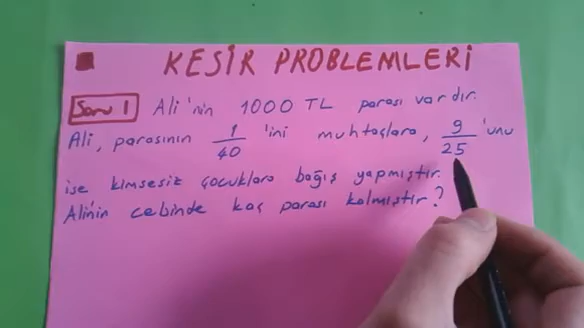 KESİR PROBLEMLERİ
Soru 1 Ali'nin 1000 TL parası vardır.
Ali, parasının 1/40 'ini muhtaçlara, 9/25 'unu
ise kimsesiz çocuklara bağış yapmıştır.
Ali'nin cebinde kaç parası kalmıştır?